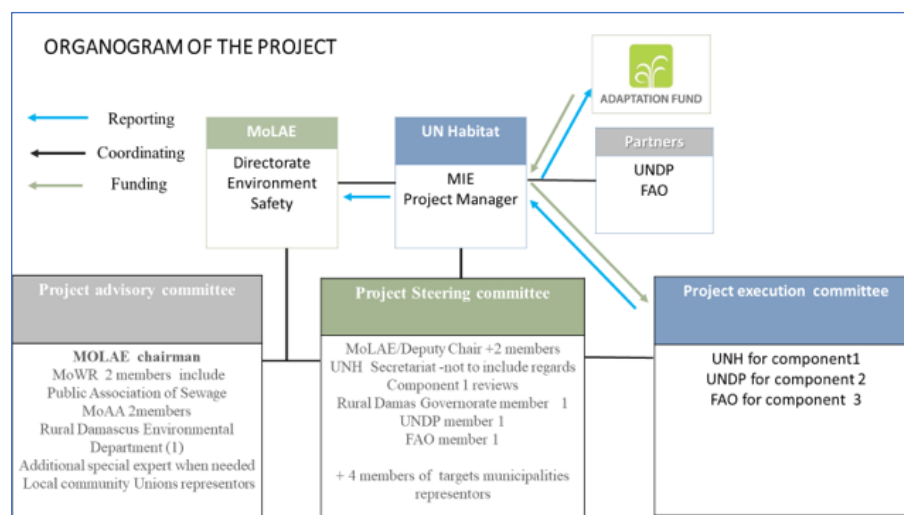 ORGANOGRAM OF THE PROJECT
ADAPTATION FUND
Reporting
Coordinating
Funding
MoLAE
Directorate
Environment
Safety
UN Habitat
MIE
Project Manager
Partners
UNDP
FAO
Project advisory committee
MOLAE chairman
MoWR 2 members include
Public Association of Sewage
MoAA 2members
Rural Damascus Environmental
Department (1)
Additional special expert when needed
Local community Unions representors
Project Steering committee
MoLAE/Deputy Chair +2 members
UNH Secretariat -not to include regards
Component 1 reviews
Rural Damas Governorate member 1
UNDP member 1
FAO member 1
+ 4 members of targets municipalities
representors
Project execution committee
UNH for component1
UNDP for component 2
FAO for component 3